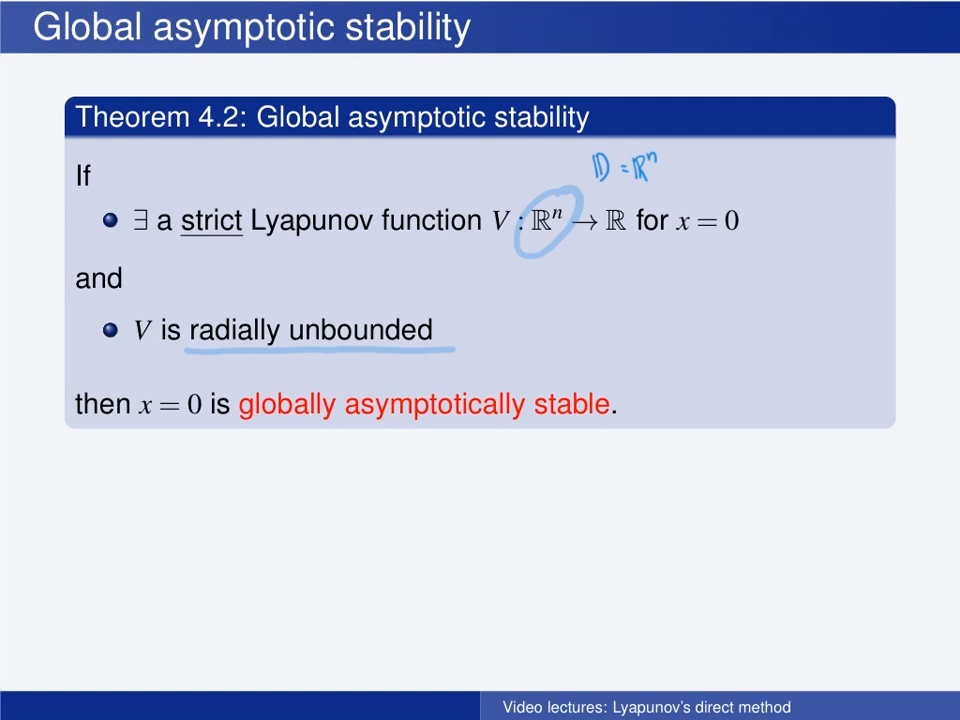 Global asymptotic stability
Theorem 4.2: Global asymptotic stability
If
𝔻 = ℝⁿ
∃ a strict Lyapunov function V : ℝⁿ → ℝ for x = 0
and
V is radially unbounded
then x = 0 is globally asymptotically stable.
Video lectures: Lyapunov's direct method